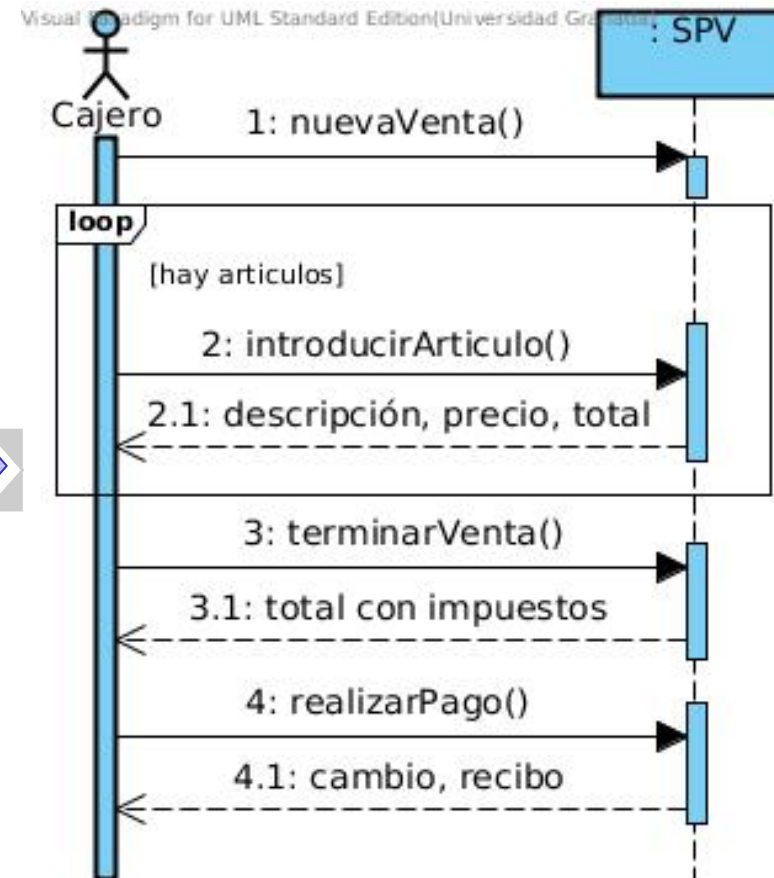 Visual Paradigm for UML Standard Edition(Universidad Granada)
: SPV
Cajero
1: nuevaVenta()
loop
[hay articulos]
2: introducirArticulo()
2.1: descripción, precio, total
3: terminarVenta()
3.1: total con impuestos
4: realizarPago()
4.1: cambio, recibo